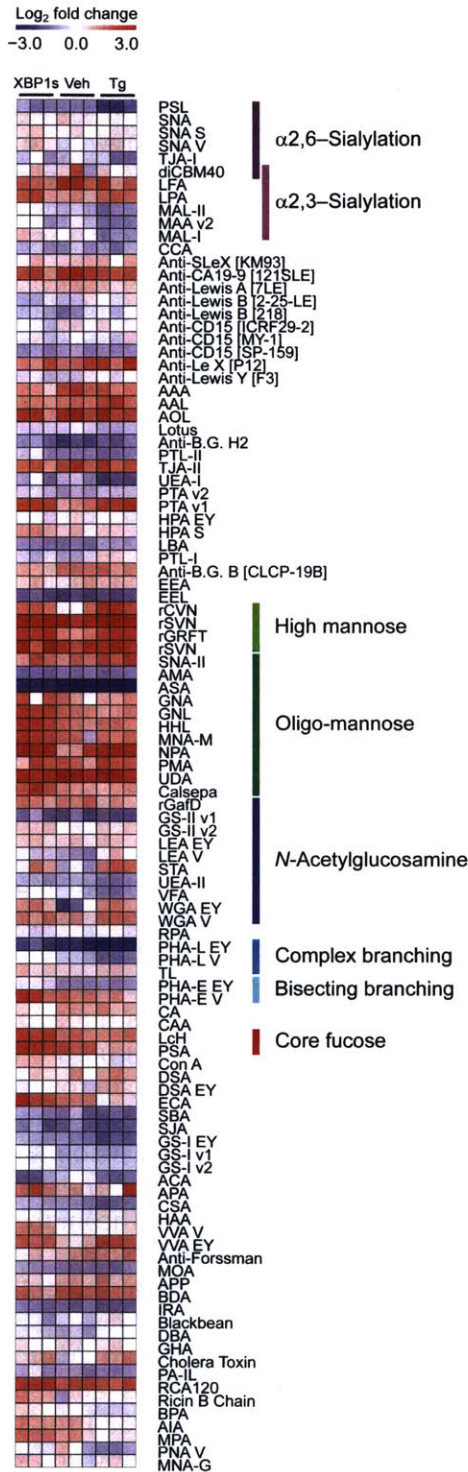 Log2 fold change
−3.0 0.0 3.0
XBP1s Veh Tg
PSL
SNA
SNA S
SNA V
TJA-I
diCBM40
LFA
LPA
MAL-II
MAA v2
MAL-I
CCA
Anti-SLeX [KM93]
Anti-CA19-9 [121SLE]
Anti-Lewis A [7LE]
Anti-Lewis B [2-25-LE]
Anti-Lewis B [218]
Anti-CD15 [ICRF29-2]
Anti-CD15 [MY-1]
Anti-CD15 [SP-159]
Anti-Le X [P12]
Anti-Lewis Y [F3]
AAA
AAL
AOL
Lotus
Anti-B.G. H2
PTL-II
TJA-II
UEA-I
PTA v2
PTA v1
HPA EY
HPA S
LBA
PTL-I
Anti-B.G. B [CLCP-19B]
EEA
EEL
rCVN
rSVN
rGRFT
rSVN
SNA-II
AMA
ASA
GNA
GNL
HHL
MNA-M
NPA
PMA
UDA
Calsepa
rGafD
GS-II v1
GS-II v2
LEA EY
LEA V
STA
UEA-II
VFA
WGA EY
WGA V
RPA
PHA-L EY
PHA-L V
TL
PHA-E EY
PHA-E V
CA
CAA
LcH
PSA
Con A
DSA
DSA EY
ECA
SBA
SJA
GS-I EY
GS-I v1
GS-I v2
ACA
APA
CSA
HAA
VVA V
VVA EY
Anti-Forssman
MOA
APP
BDA
IRA
Blackbean
DBA
GHA
Cholera Toxin
PA-IL
RCA120
Ricin B Chain
BPA
AIA
MPA
PNA V
MNA-G
α2,6–Sialylation
α2,3–Sialylation
High mannose
Oligo-mannose
N-Acetylglucosamine
Complex branching
Bisecting branching
Core fucose